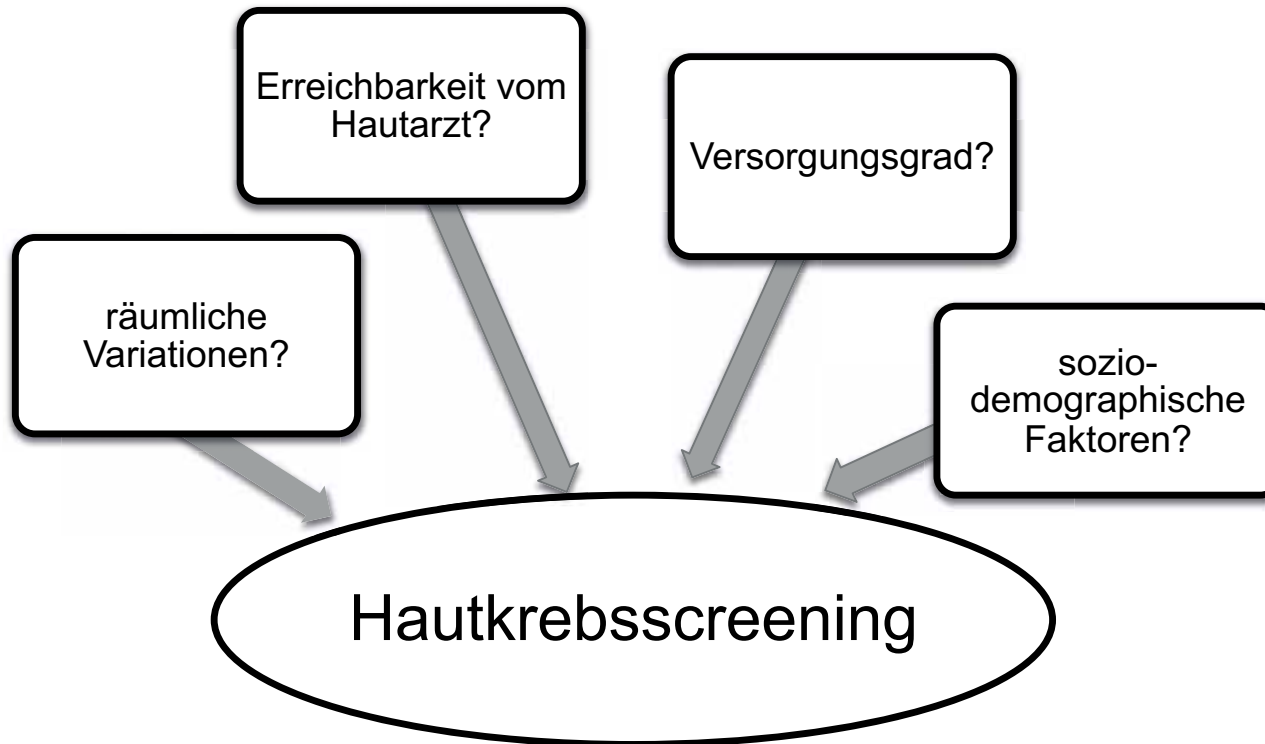 Erreichbarkeit vom
Hautarzt?
Versorgungsgrad?
räumliche
Variationen?
sozio-
demographische
Faktoren?
Hautkrebsscreening